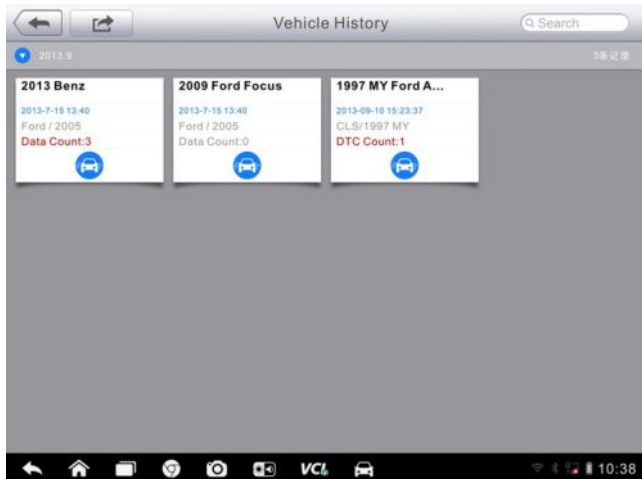 Vehicle History
Search
2013.9
3条记录
2013 Benz
2013-7-15 13:40
Ford / 2005
Data Count:3
2009 Ford Focus
2013-7-15 13:40
Ford / 2005
Data Count:0
1997 MY Ford A...
2013-09-10 15:23:37
CLS/1997 MY
DTC Count:1
VCI
10:38